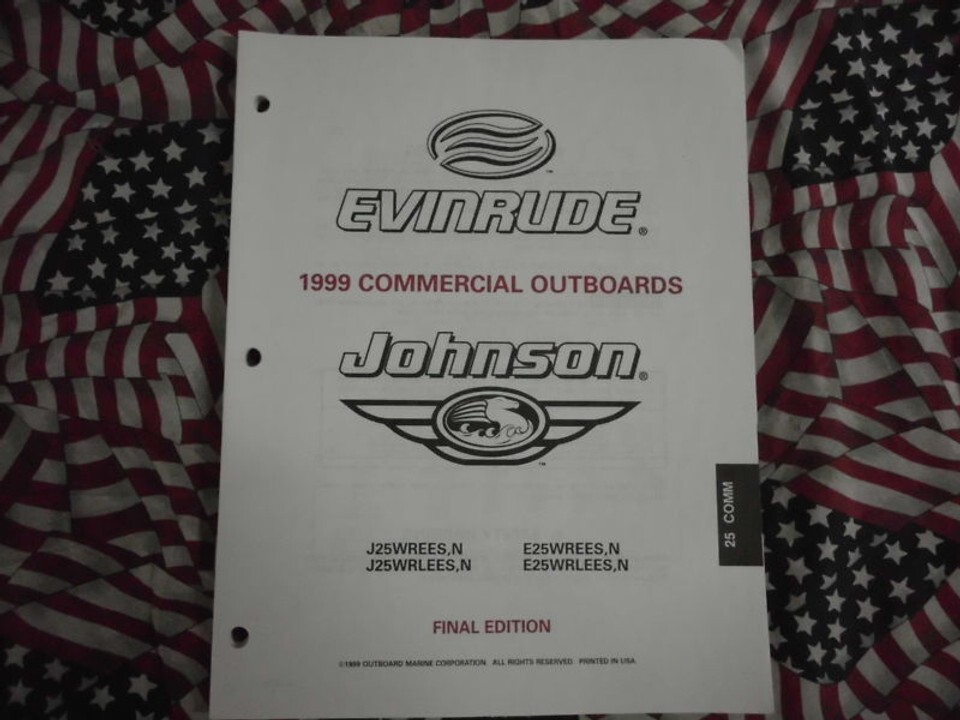 EVINRUDE®
1999 COMMERCIAL OUTBOARDS
Johnson®
™
25 COMM
J25WREES,N E25WREES,N
J25WRLEES,N E25WRLEES,N
FINAL EDITION
©1999 OUTBOARD MARINE CORPORATION. ALL RIGHTS RESERVED. PRINTED IN USA.